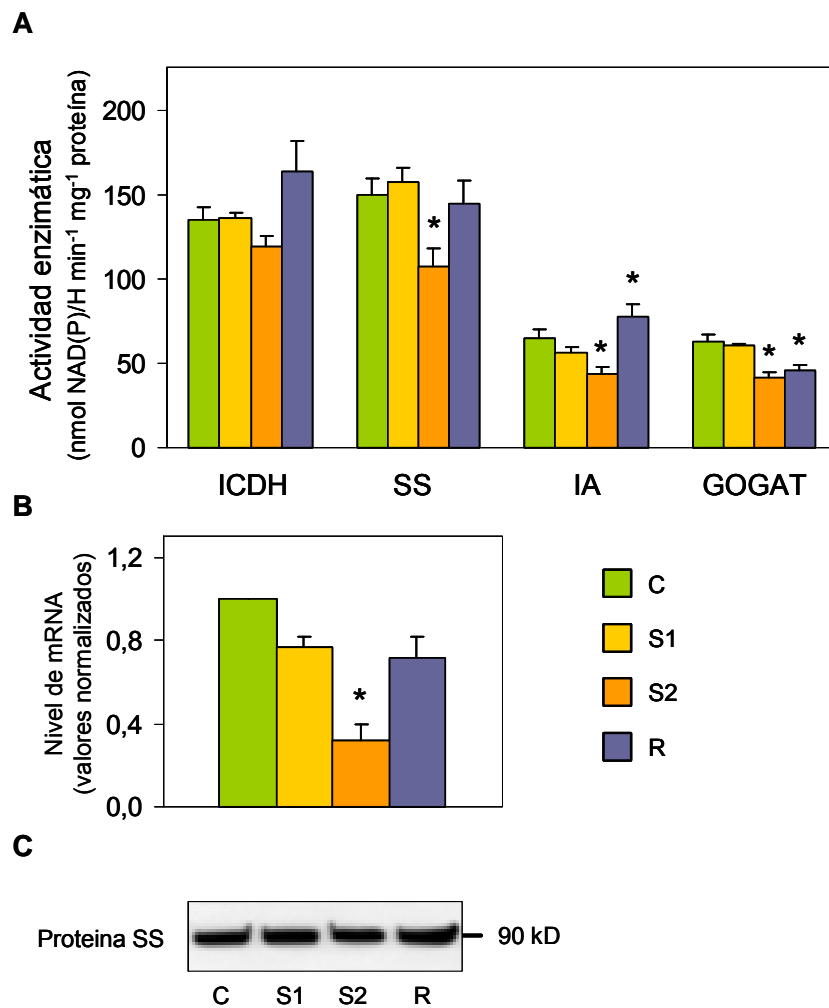 A
Actividad enzimática
(nmol NAD(P)/H min-1 mg-1 proteína)
200
150
100
50
0
*
*
*
*
*
ICDH
SS
IA
GOGAT
B
Nivel de mRNA
(valores normalizados)
1,2
0,8
0,4
0,0
*
C
S1
S2
R
C
Proteina SS
90 kD
C
S1
S2
R